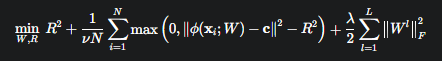 \min_{W,R} R^2 + \frac{1}{\nu N} \sum_{i=1}^{N} \max \left( 0, \| \phi(\mathbf{x}_i; W) - \mathbf{c} \|^2 - R^2 \right) + \frac{\lambda}{2} \sum_{l=1}^{L} \| W^l \|_F^2